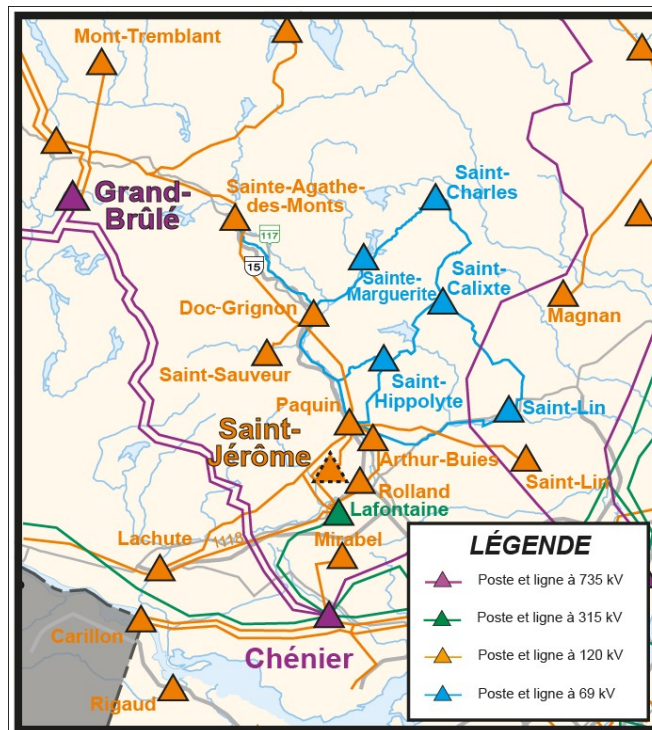 Mont-Tremblant
Grand-
Brûlé
Sainte-Agathe-
des-Monts
117
15
Saint-
Charles
Sainte-
Marguerite
Saint-
Calixte
Doc-Grignon
Magnan
Saint-Sauveur
Saint-
Hippolyte
Paquin
Saint-Lin
Saint-
Jérôme
Arthur-Buies
Saint-Lin
Rolland
Lafontaine
Lachute
1118
Mirabel
Carillon
Chénier
Rigaud
LÉGENDE
Poste et ligne à 735 kV
Poste et ligne à 315 kV
Poste et ligne à 120 kV
Poste et ligne à 69 kV